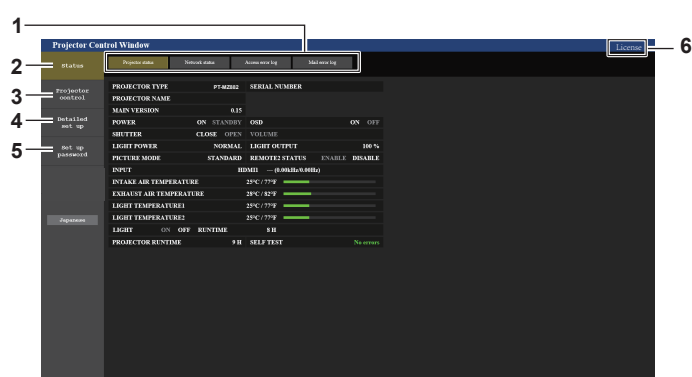 1
Projector Control Window
License
6
2
Status
Projector status
Network status
Access error log
Mail error log
3
Projector
control
4
Detailed
set up
5
Set up
password
Japanese
PROJECTOR TYPE PT-MZ882 SERIAL NUMBER
PROJECTOR NAME
MAIN VERSION 0.15
POWER ON STANDBY OSD ON OFF
SHUTTER CLOSE OPEN VOLUME
LIGHT POWER NORMAL LIGHT OUTPUT 100 %
PICTURE MODE STANDARD REMOTE2 STATUS ENABLE DISABLE
INPUT HDMI1 — (0.00kHz/0.00Hz)
INTAKE AIR TEMPERATURE 25°C / 77°F
EXHAUST AIR TEMPERATURE 28°C / 82°F
LIGHT TEMPERATURE1 25°C / 77°F
LIGHT TEMPERATURE2 25°C / 77°F
LIGHT ON OFF RUNTIME 8 H
PROJECTOR RUNTIME 9 H SELF TEST No errors